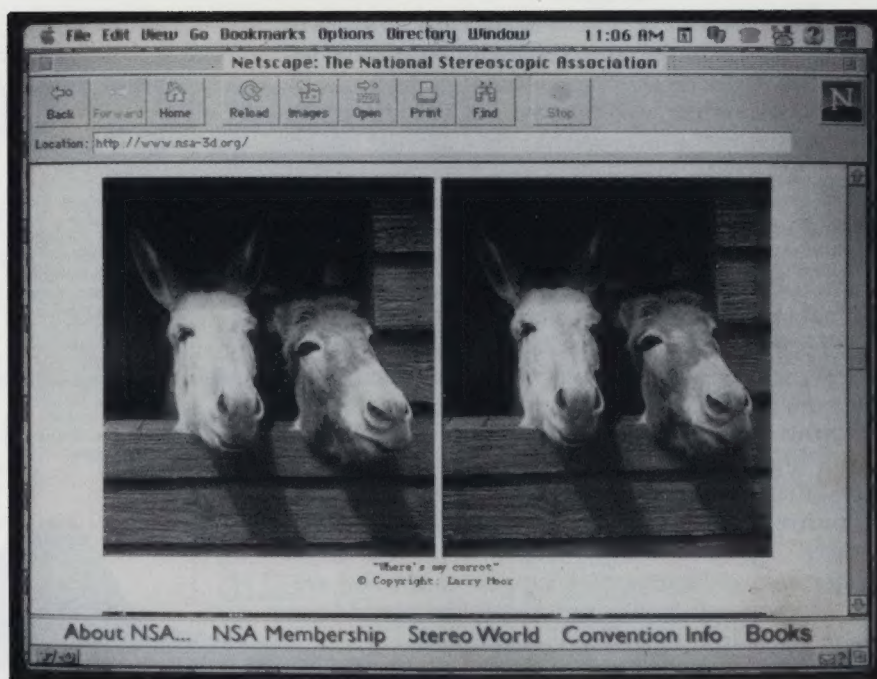 File Edit View Go Bookmarks Options Directory Window 11:06 AM
Netscape: The National Stereoscopic Association
Back Forward Home Reload Images Open Print Find Stop
N
Location: http://www.nsa-3d.org/
"Where's my carrot"
© Copyright: Larry Moor
About NSA... NSA Membership Stereo World Convention Info Books